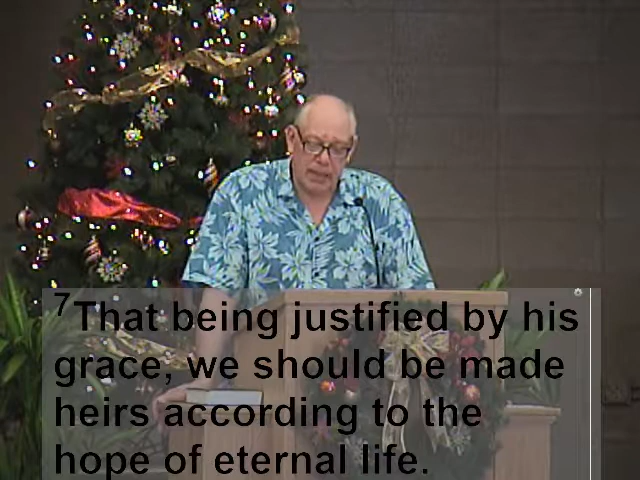 7That being justified by his
grace, we should be made
heirs according to the
hope of eternal life.